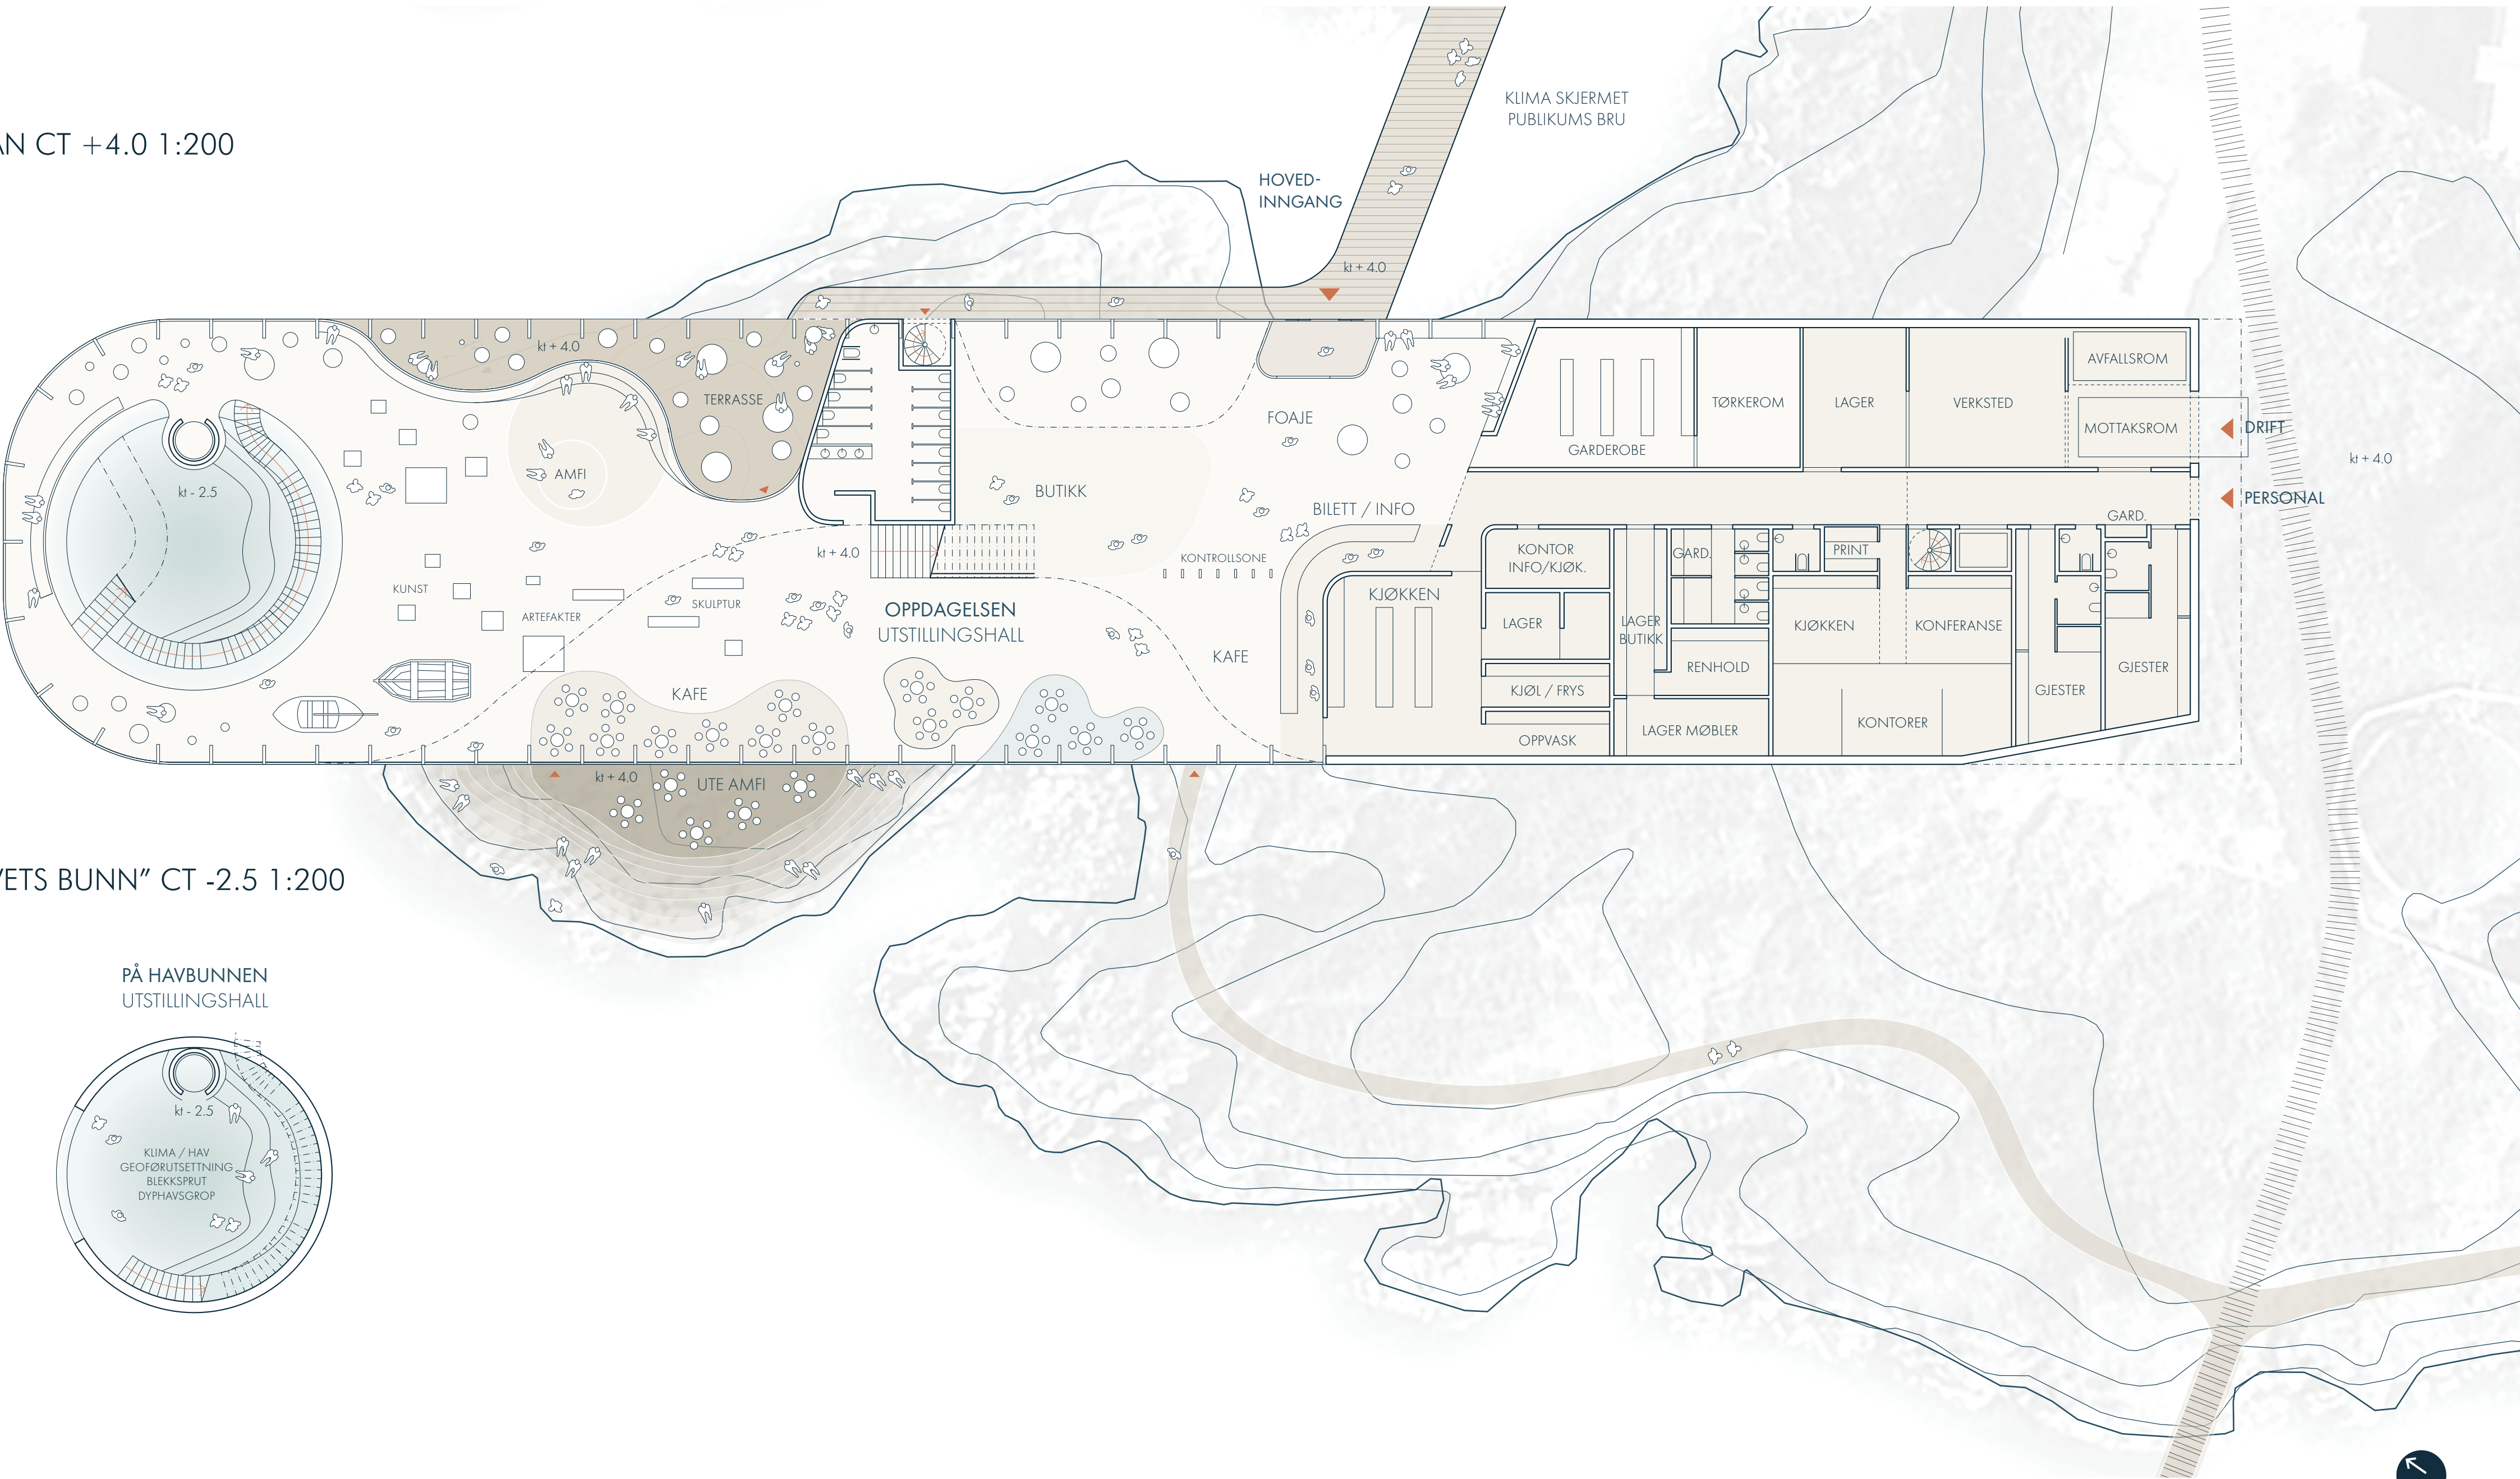 AN CT +4.0 1:200
KLIMA SKJERMET
PUBLIKUMS BRU
HOVED-
INNGANG
kt + 4.0
kt + 4.0
TERRASSE
AMFI
kt - 2.5
KUNST
ARTEFAKTER
SKULPTUR
kt + 4.0
BUTIKK
FOAJE
BILETT / INFO
KONTROLLSONE
OPPDAGELSEN
UTSTILLINGSHALL
KAFE
KAFE
kt + 4.0
UTE AMFI
GARDEROBE
TØRKEROM
LAGER
VERKSTED
AVFALLSROM
MOTTAKSROM
DRIFT
PERSONAL
kt + 4.0
GARD.
KJØKKEN
KONTOR
INFO/KJØK.
LAGER
KJØL / FRYS
OPPVASK
LAGER
BUTIKK
GARD.
RENHOLD
LAGER MØBLER
PRINT
KJØKKEN
KONFERANSE
KONTORER
GJESTER
GJESTER
VETS BUNN” CT -2.5 1:200
PÅ HAVBUNNEN
UTSTILLINGSHALL
kt - 2.5
KLIMA / HAV
GEOFØRUTSETTNING
BLEKKSPRUT
DYPHAVSGROP